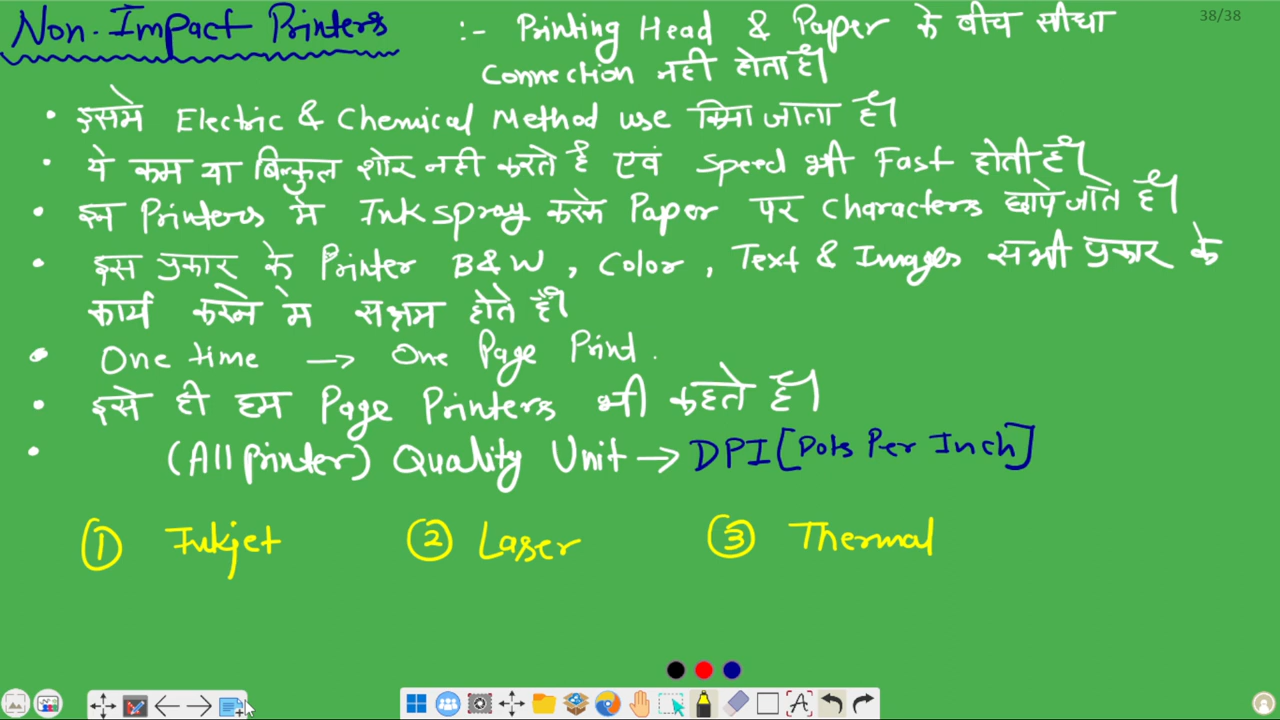 Non-Impact Printers :- Printing Head & Paper के बीच सीधा
38/38
Connection नही होता है।
• इसमे Electric & Chemical Method use किया जाता है।
• ये कम या बिल्कुल शोर नही करते है एवं Speed भी Fast होती है।
• इन Printers मे Ink spray करके Paper पर Characters छापे जाते है।
• इस प्रकार के Printer B&W, Color, Text & Images सभी प्रकार के
कार्य करने मे सक्षम होते है।
• One time → One Page Print.
• इसे ही हम Page Printers भी कहते है।
• (All printer) Quality Unit → DPI [Dots Per Inch]
① Inkjet ② Laser ③ Thermal